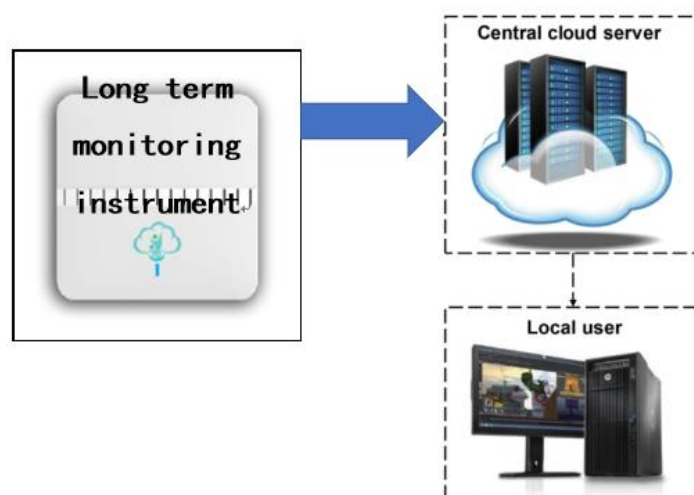 Long term
monitoring
instrument
Central cloud server
Local user